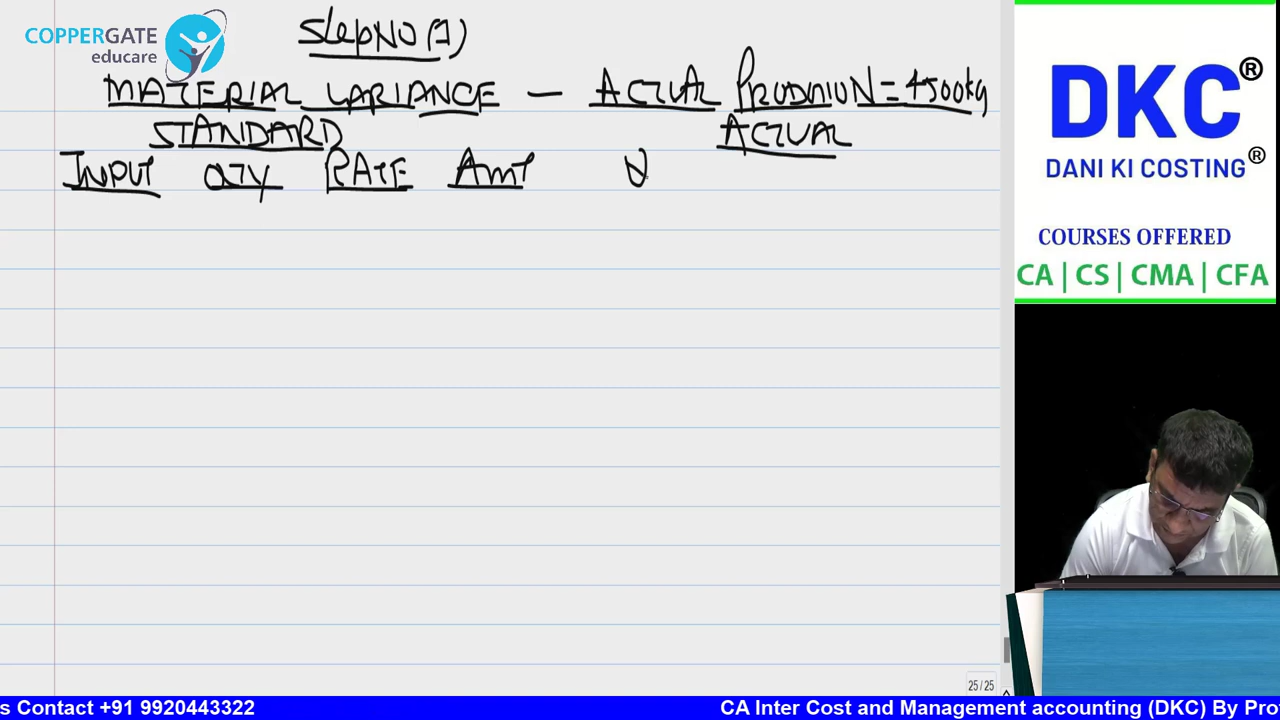 COPPERGATE
educare
Step NO (1)
MATERIAL VARIANCE — ACTUAL PRODUCTION = 4500kg
STANDARD ACTUAL
INPUT QTY RATE AMT
DKC®
DANI KI COSTING®
COURSES OFFERED
CA | CS | CMA | CFA
25 / 25
s Contact +91 9920443322 CA Inter Cost and Management accounting (DKC) By Pro